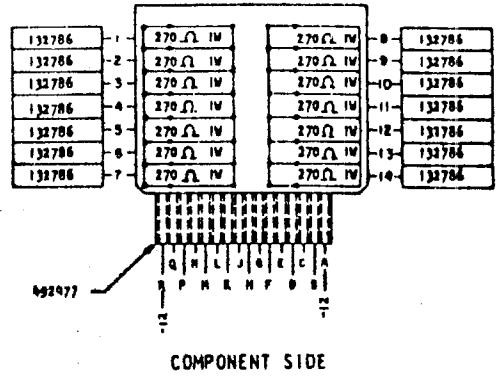 132786 1 270 Ω 1W 270 Ω 1W 8 132786
132786 2 270 Ω 1W 270 Ω 1W 9 132786
132786 3 270 Ω 1W 270 Ω 1W 10 132786
132786 4 270 Ω 1W 270 Ω 1W 11 132786
132786 5 270 Ω 1W 270 Ω 1W 12 132786
132786 6 270 Ω 1W 270 Ω 1W 13 132786
132786 7 270 Ω 1W 270 Ω 1W 14 132786
Q N L J G E C A
492977 R P M K H F D B
COMPONENT SIDE